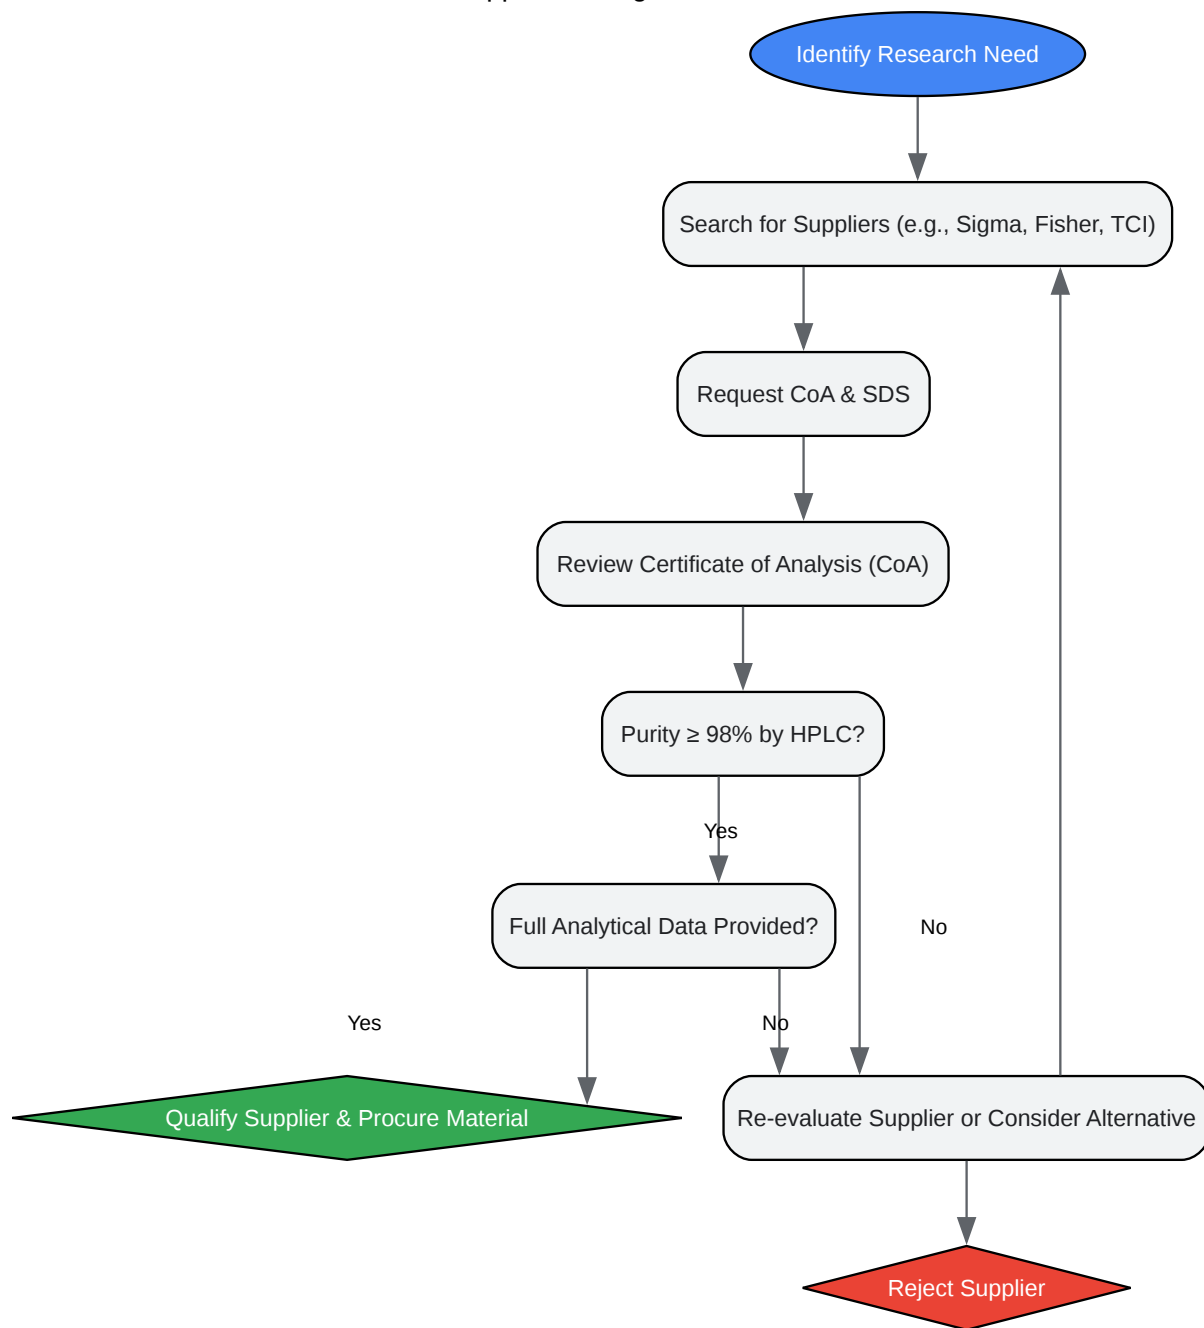 Identify Research Need
Search for Suppliers (e.g., Sigma, Fisher, TCI)
Request CoA & SDS
Review Certificate of Analysis (CoA)
Purity ≥ 98% by HPLC?
Yes
Full Analytical Data Provided?
No
Yes
No
Qualify Supplier & Procure Material
Re-evaluate Supplier or Consider Alternative
Reject Supplier